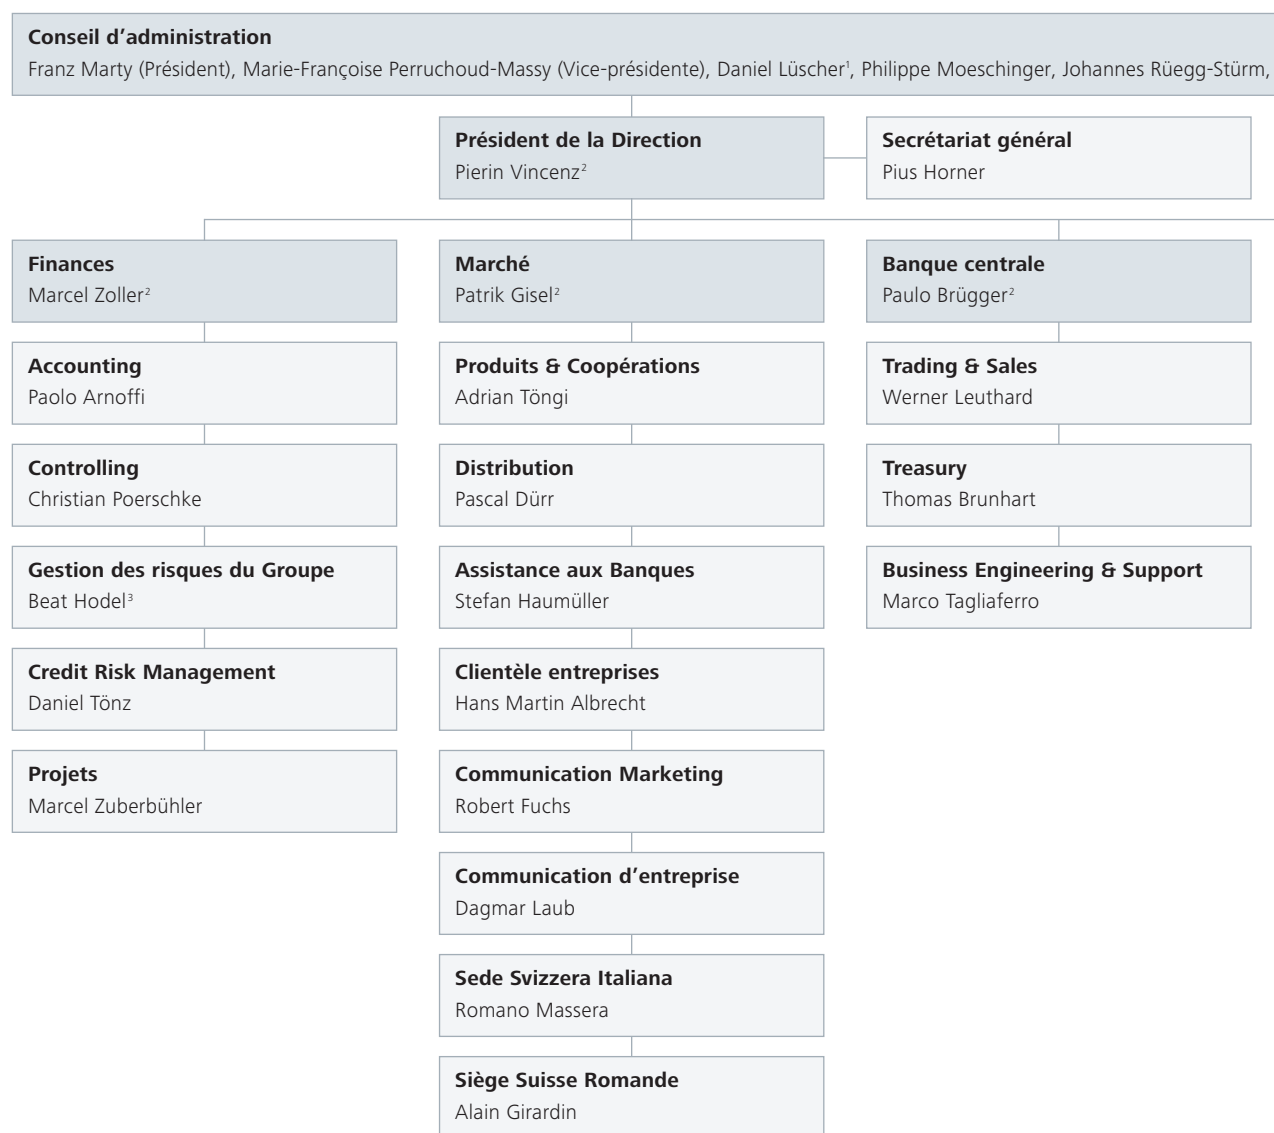 Conseil d’administration
Franz Marty (Président), Marie-Françoise Perruchoud-Massy (Vice-présidente), Daniel Lüscher¹, Philippe Moeschinger, Johannes Rüegg-Stürm,
Président de la Direction
Pierin Vincenz²
Secrétariat général
Pius Horner
Finances
Marcel Zoller²
Accounting
Paolo Arnoffi
Controlling
Christian Poerschke
Gestion des risques du Groupe
Beat Hodel³
Credit Risk Management
Daniel Tönz
Projets
Marcel Zuberbühler
Marché
Patrik Gisel²
Produits & Coopérations
Adrian Töngi
Distribution
Pascal Dürr
Assistance aux Banques
Stefan Haumüller
Clientèle entreprises
Hans Martin Albrecht
Communication Marketing
Robert Fuchs
Communication d’entreprise
Dagmar Laub
Sede Svizzera Italiana
Romano Massera
Siège Suisse Romande
Alain Girardin
Banque centrale
Paulo Brügger²
Trading & Sales
Werner Leuthard
Treasury
Thomas Brunhart
Business Engineering & Support
Marco Tagliaferro